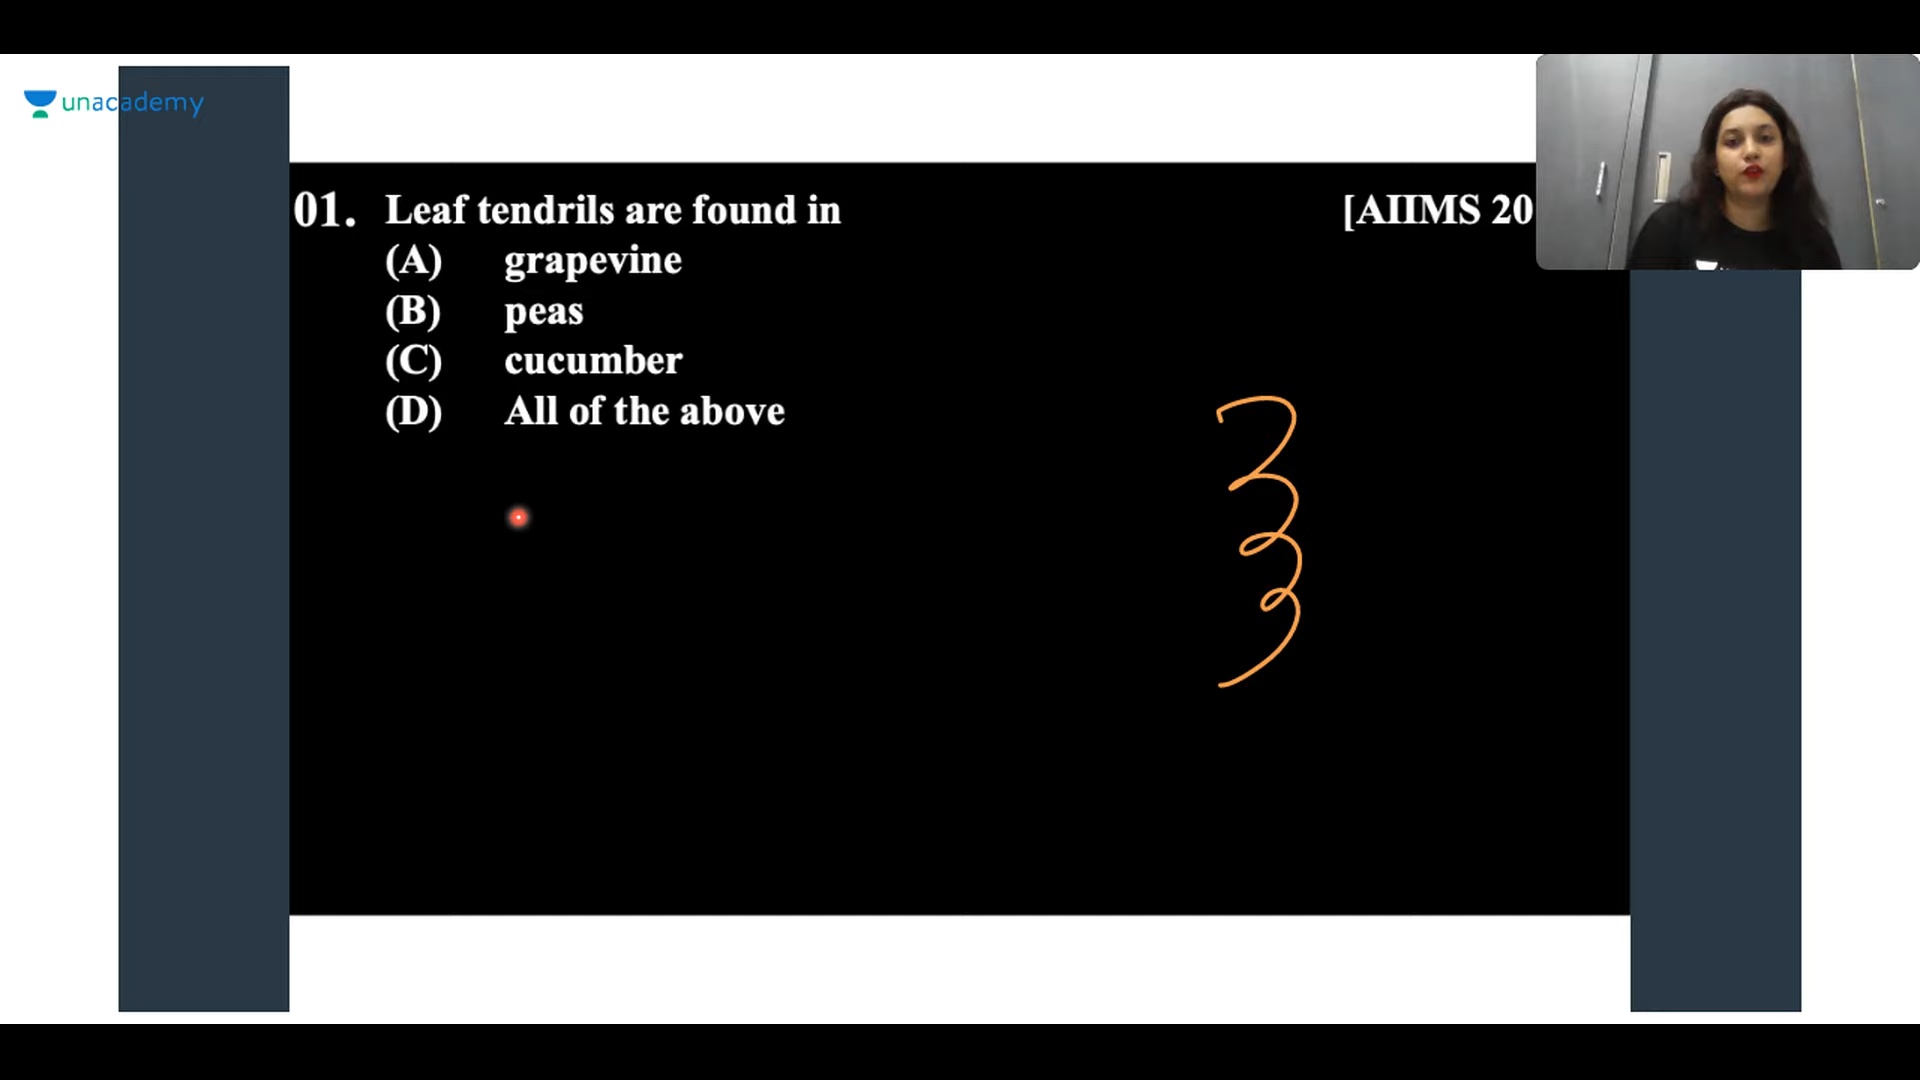 unacademy
01. Leaf tendrils are found in [AIIMS 20
(A) grapevine
(B) peas
(C) cucumber
(D) All of the above